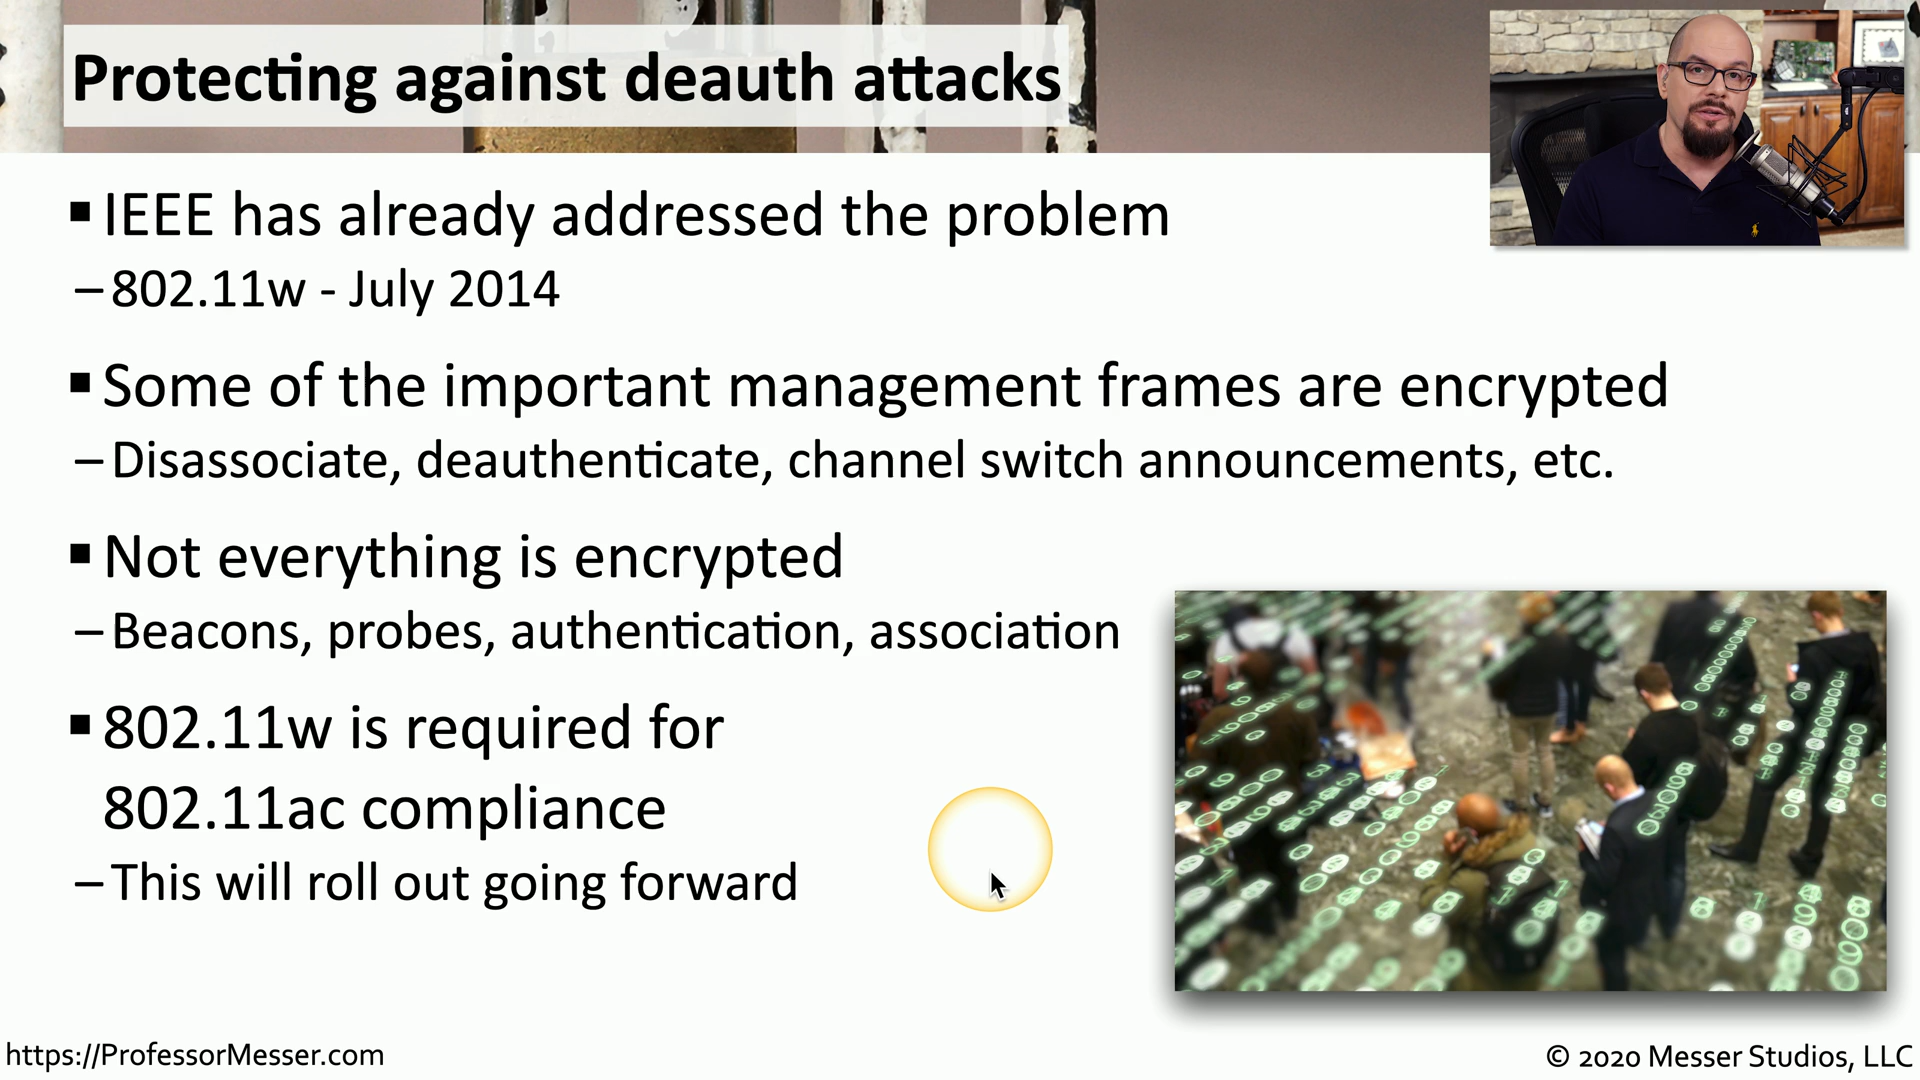 Protecting against deauth attacks
▪ IEEE has already addressed the problem
– 802.11w - July 2014
▪ Some of the important management frames are encrypted
– Disassociate, deauthenticate, channel switch announcements, etc.
▪ Not everything is encrypted
– Beacons, probes, authentication, association
▪ 802.11w is required for
802.11ac compliance
– This will roll out going forward
https://ProfessorMesser.com
© 2020 Messer Studios, LLC